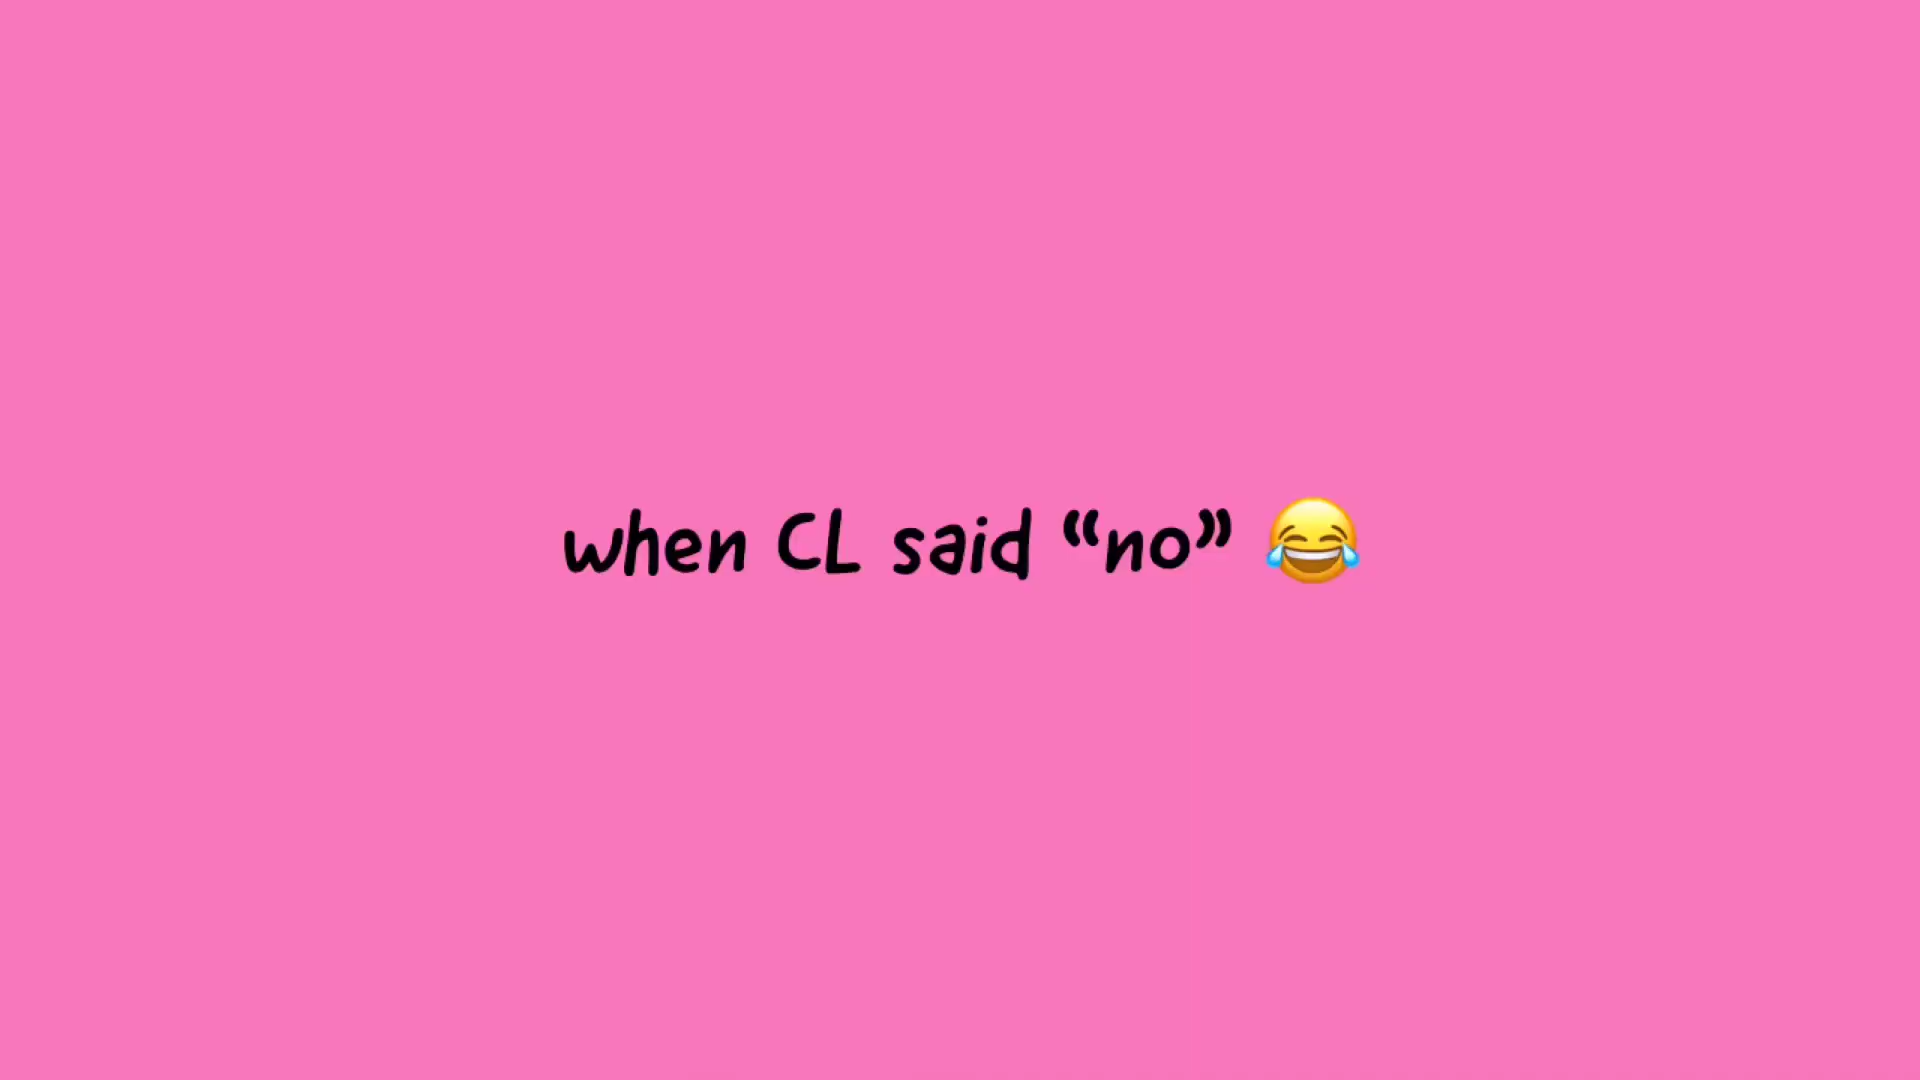 when CL said “no” 😂